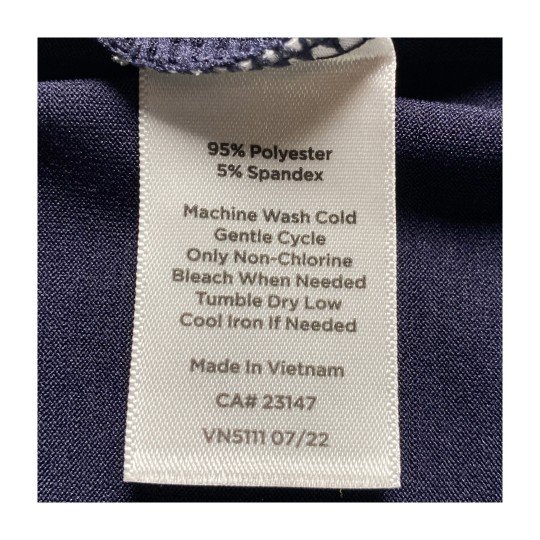 95% Polyester
5% Spandex
Machine Wash Cold
Gentle Cycle
Only Non-Chlorine
Bleach When Needed
Tumble Dry Low
Cool Iron If Needed
Made In Vietnam
CA# 23147
VN5111 07/22